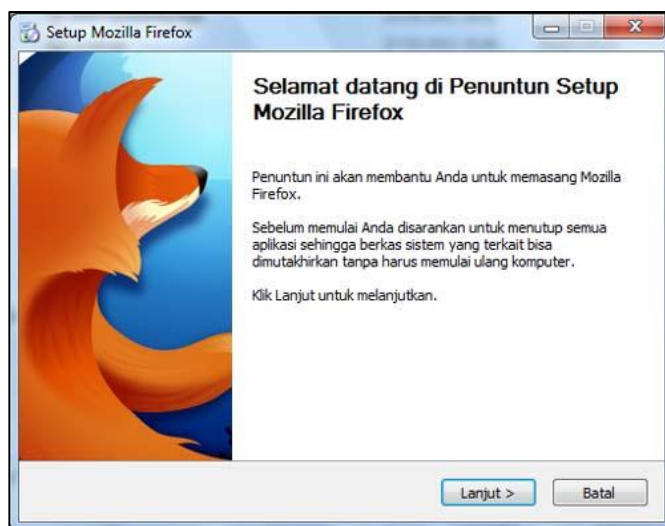 Setup Mozilla Firefox
Selamat datang di Penuntun Setup
Mozilla Firefox
Penuntun ini akan membantu Anda untuk memasang Mozilla
Firefox.
Sebelum memulai Anda disarankan untuk menutup semua
aplikasi sehingga berkas sistem yang terkait bisa
dimutakhirkan tanpa harus memulai ulang komputer.
Klik Lanjut untuk melanjutkan.
Lanjut >
Batal